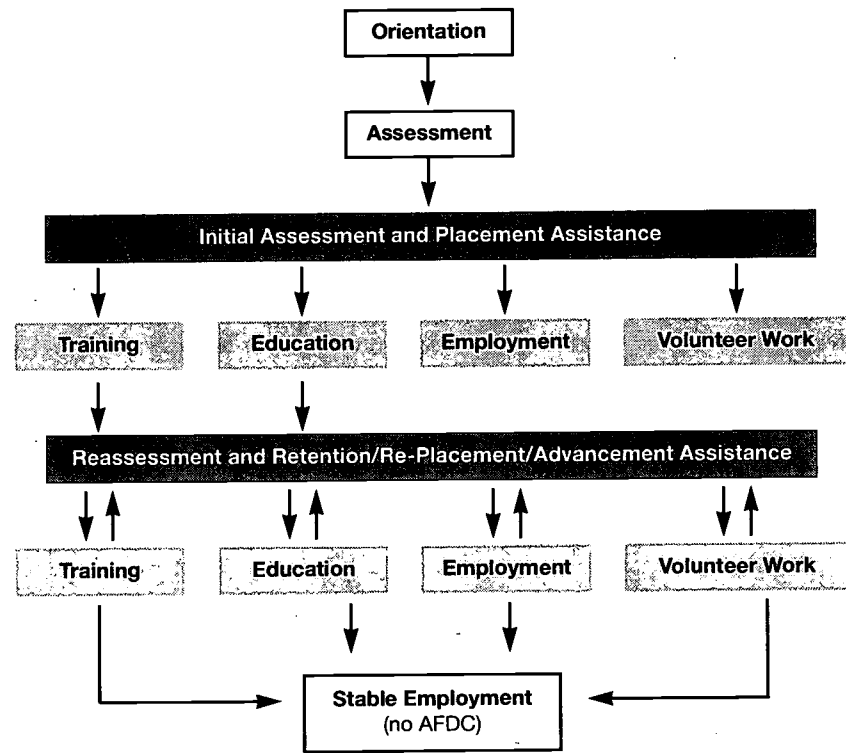 Orientation
Assessment
Initial Assessment and Placement Assistance
Training
Education
Employment
Volunteer Work
Reassessment and Retention/Re-Placement/Advancement Assistance
Training
Education
Employment
Volunteer Work
Stable Employment
(no AFDC)